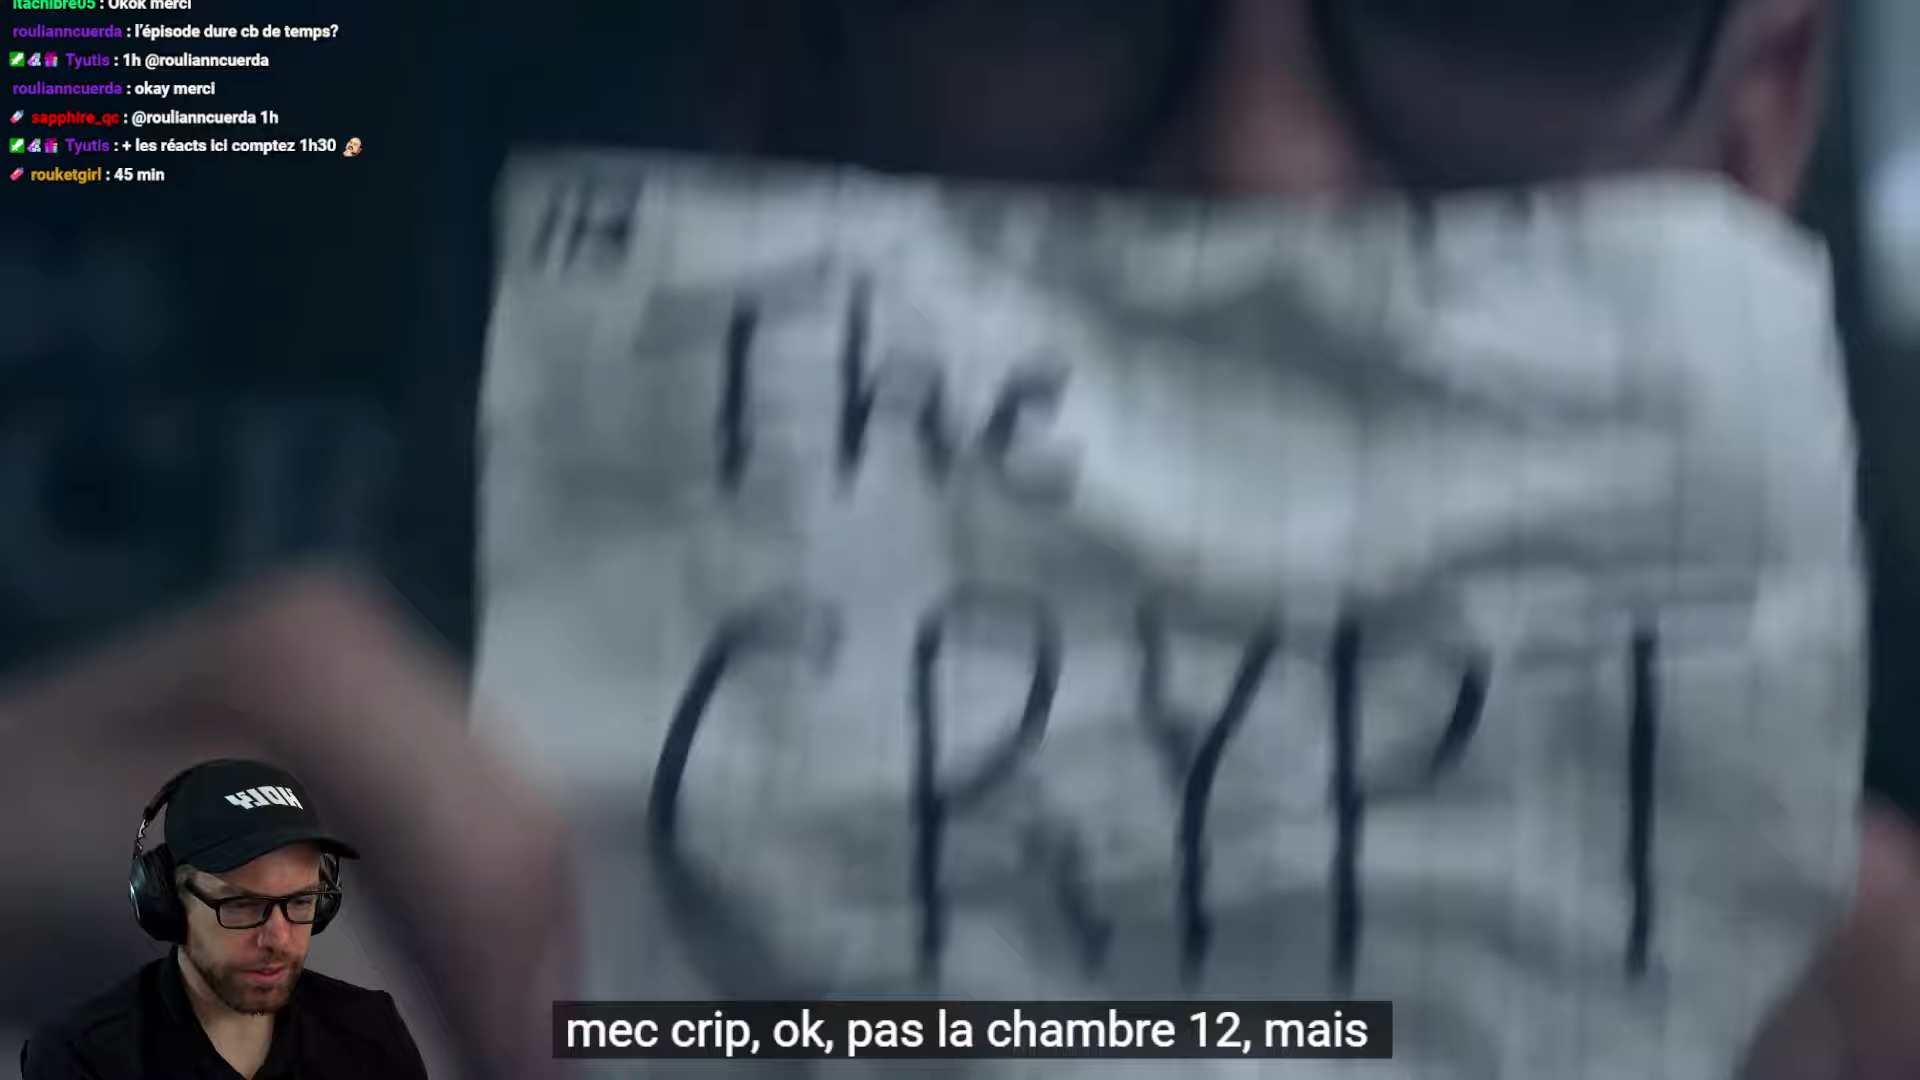 itachibre05 : Okok merci
roulianncuerda : l'épisode dure cb de temps?
Tyutis : 1h @roulianncuerda
roulianncuerda : okay merci
sapphire_qc : @roulianncuerda 1h
Tyutis : + les réacts ici comptez 1h30
rouketgirl : 45 min
The
CRYPT
HOLY
mec crip, ok, pas la chambre 12, mais